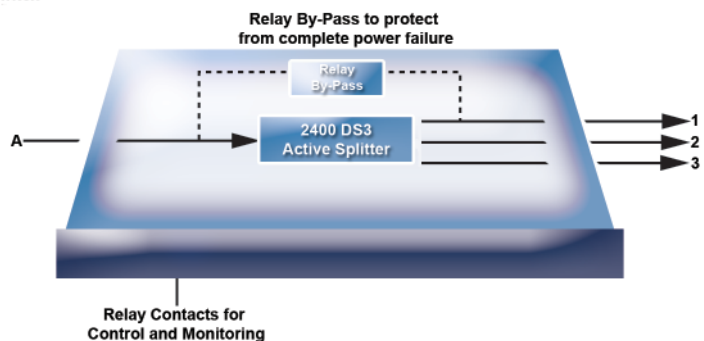 Relay By-Pass to protect
from complete power failure
Relay
By-Pass
2400 DS3
Active Splitter
A
1
2
3
Relay Contacts for
Control and Monitoring